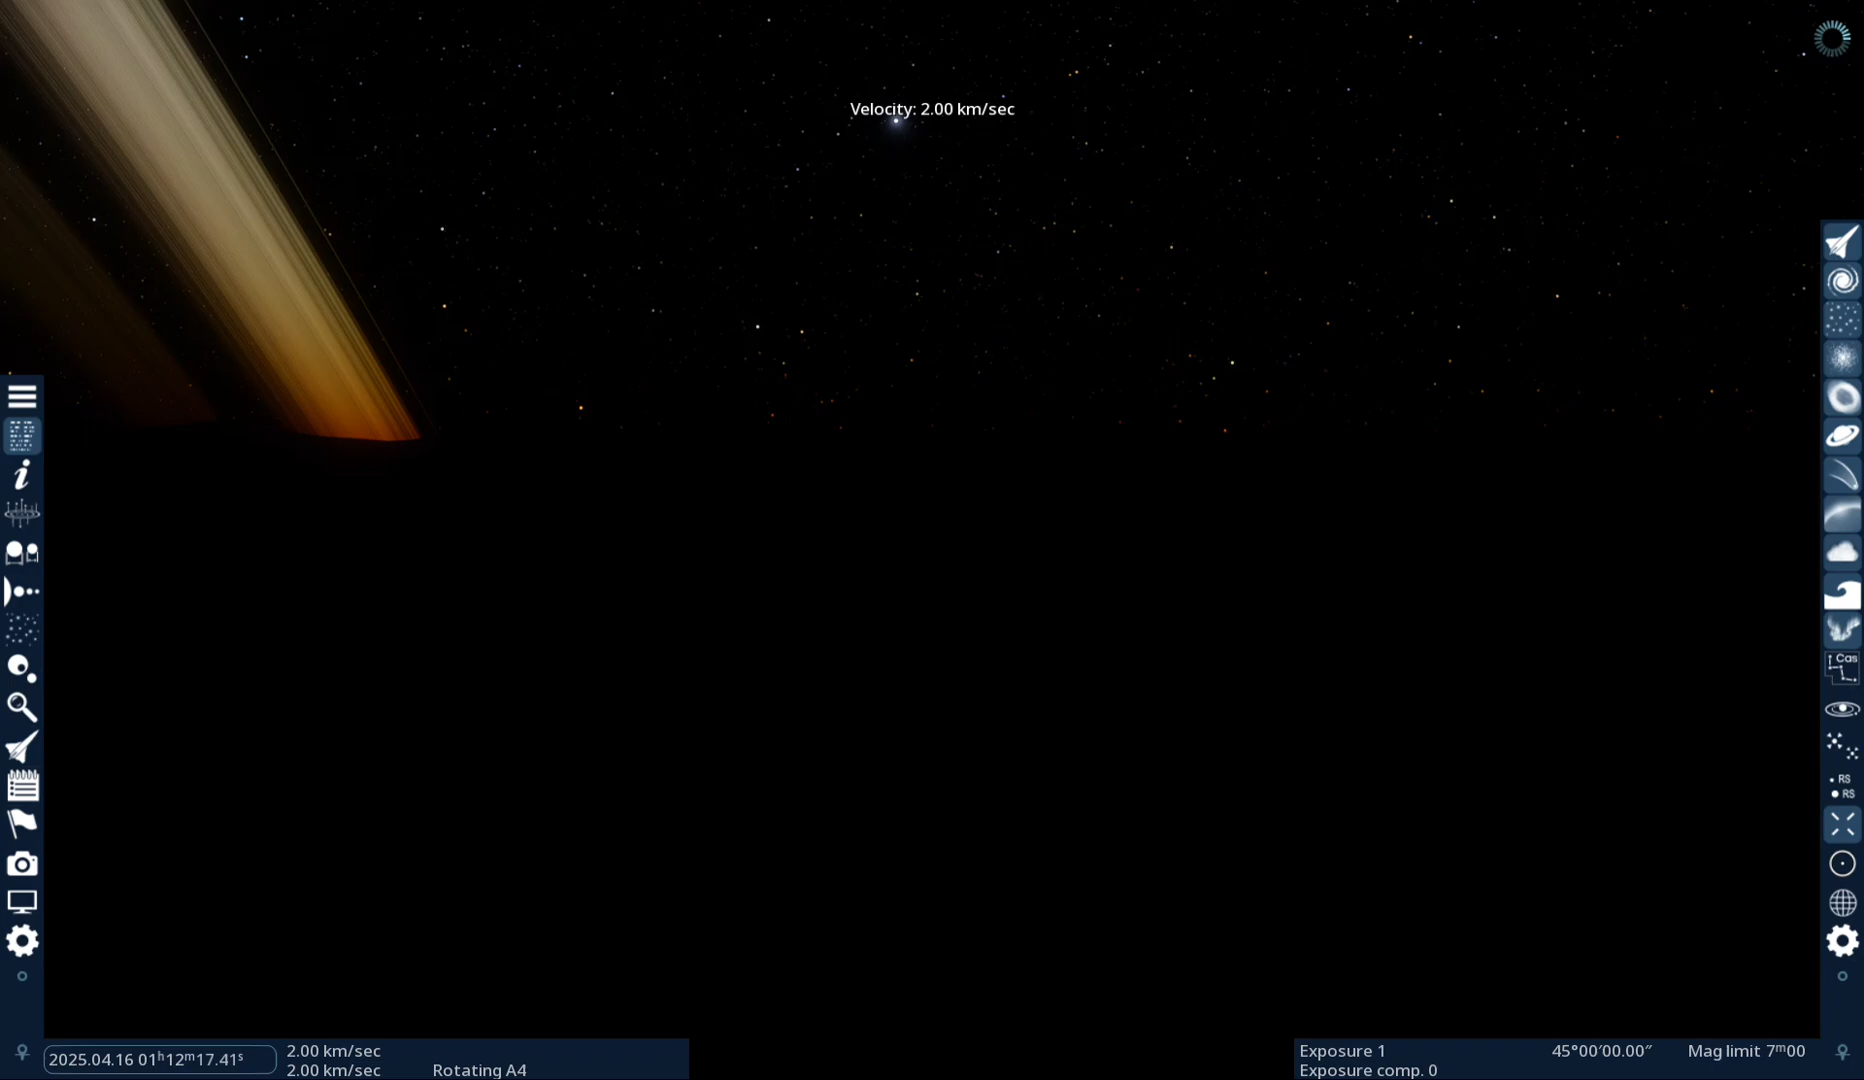 Velocity: 2.00 km/sec
Cas
RS
RS
2025.04.16 01ʰ12ᵐ17.41ˢ
2.00 km/sec
2.00 km/sec Rotating A4
Exposure 1 45°00′00.00″ Mag limit 7ᵐ00
Exposure comp. 0